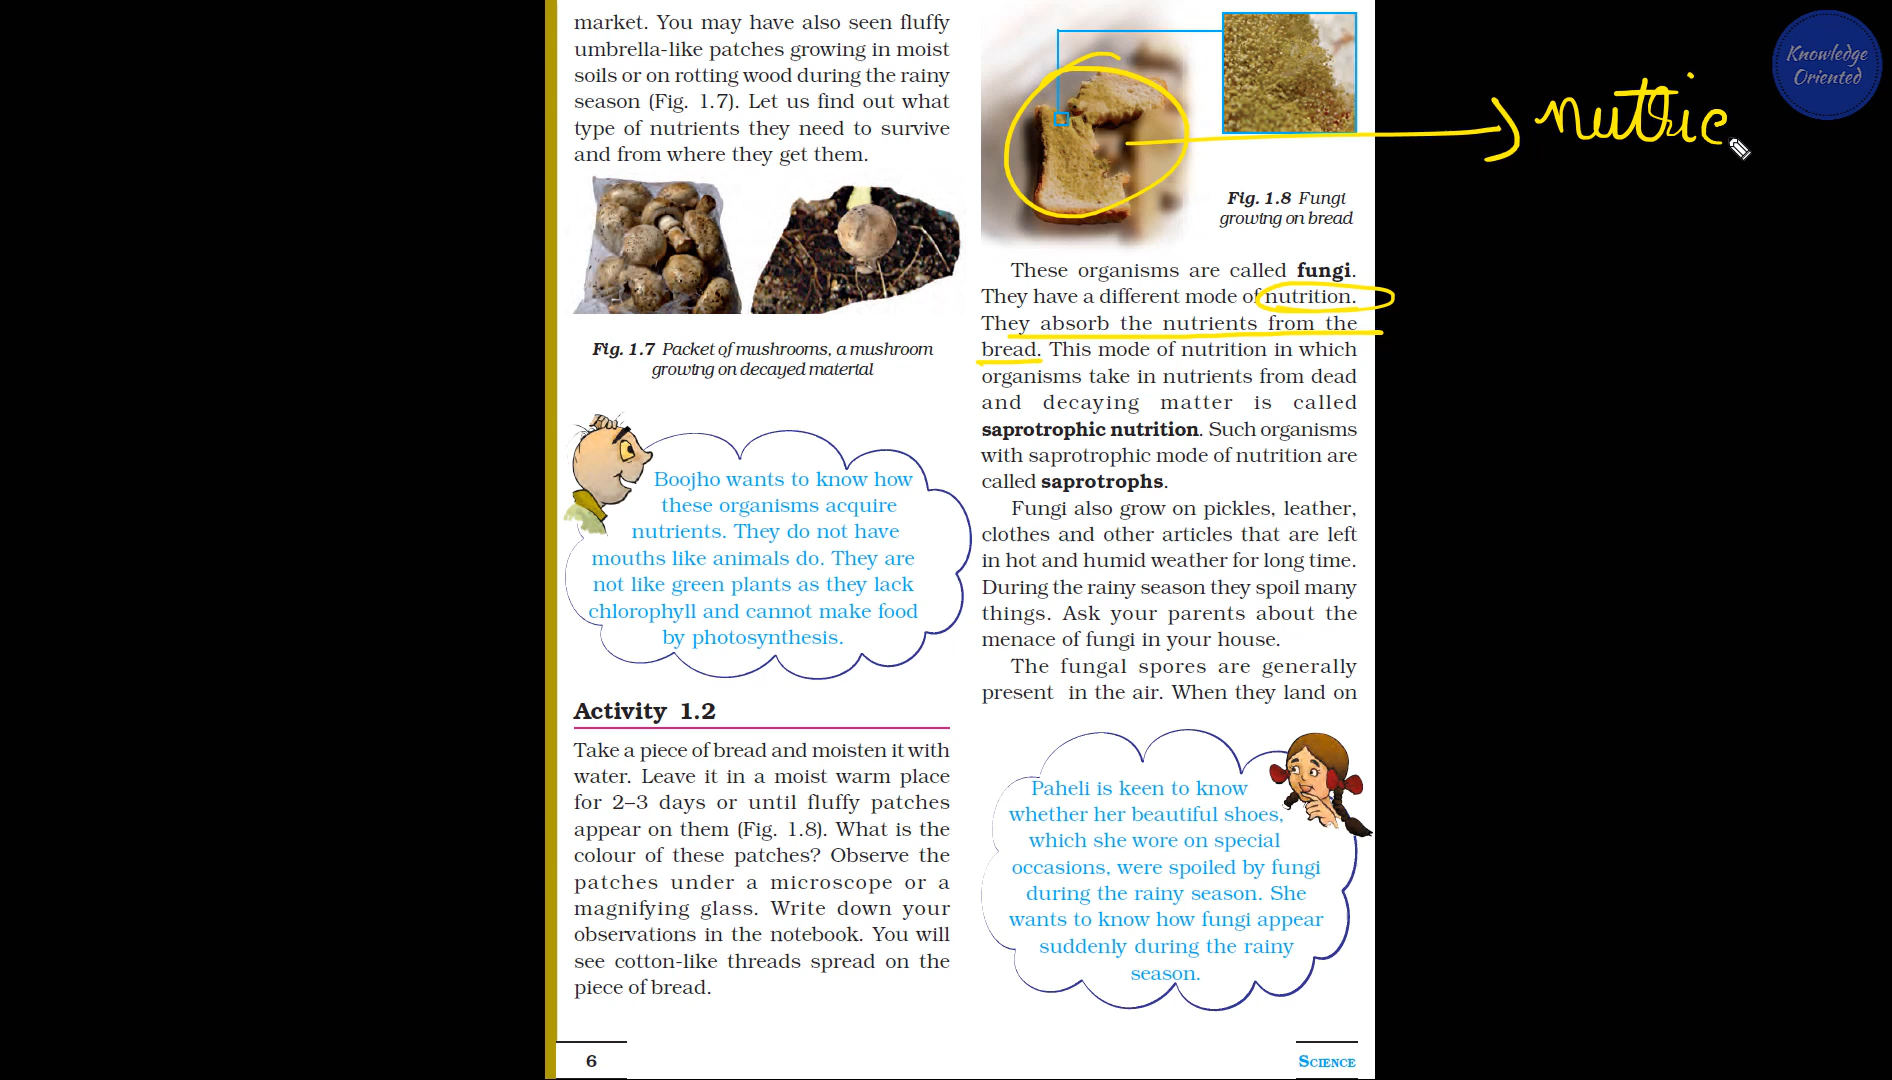 market. You may have also seen fluffy
umbrella-like patches growing in moist
soils or on rotting wood during the rainy
season (Fig. 1.7). Let us find out what
type of nutrients they need to survive
and from where they get them.
Fig. 1.7 Packet of mushrooms, a mushroom
growing on decayed material
Boojho wants to know how
these organisms acquire
nutrients. They do not have
mouths like animals do. They are
not like green plants as they lack
chlorophyll and cannot make food
by photosynthesis.
Activity 1.2
Take a piece of bread and moisten it with
water. Leave it in a moist warm place
for 2–3 days or until fluffy patches
appear on them (Fig. 1.8). What is the
colour of these patches? Observe the
patches under a microscope or a
magnifying glass. Write down your
observations in the notebook. You will
see cotton-like threads spread on the
piece of bread.
6
Fig. 1.8 Fungi
growing on bread
These organisms are called fungi.
They have a different mode of nutrition.
They absorb the nutrients from the
bread. This mode of nutrition in which
organisms take in nutrients from dead
and decaying matter is called
saprotrophic nutrition. Such organisms
with saprotrophic mode of nutrition are
called saprotrophs.
Fungi also grow on pickles, leather,
clothes and other articles that are left
in hot and humid weather for long time.
During the rainy season they spoil many
things. Ask your parents about the
menace of fungi in your house.
The fungal spores are generally
present in the air. When they land on
Paheli is keen to know
whether her beautiful shoes,
which she wore on special
occasions, were spoiled by fungi
during the rainy season. She
wants to know how fungi appear
suddenly during the rainy
season.
SCIENCE
nutrie
Knowledge
Oriented